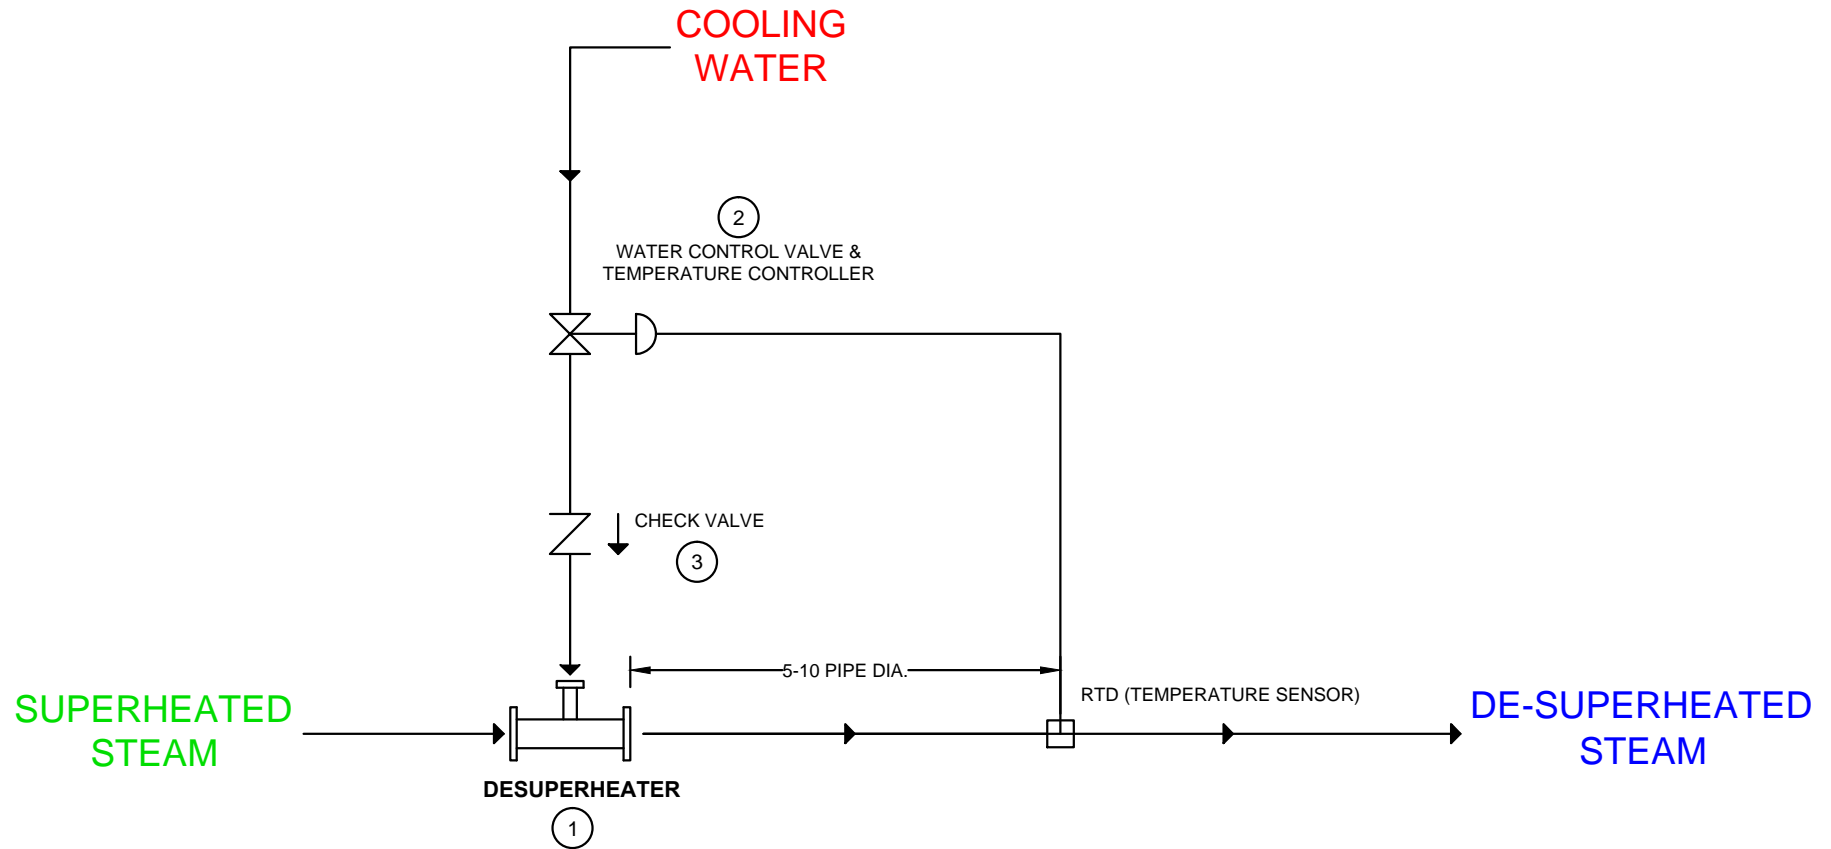 COOLING
WATER
2
WATER CONTROL VALVE &
TEMPERATURE CONTROLLER
CHECK VALVE
3
5-10 PIPE DIA.
RTD (TEMPERATURE SENSOR)
SUPERHEATED
STEAM
DE-SUPERHEATED
STEAM
DESUPERHEATER
1